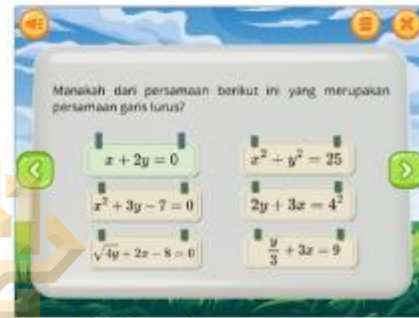 Manakah dari persamaan berikut ini yang merupakan
persamaan garis lurus?
x + 2y = 0
x² + y² = 25
x² + 3y − 7 = 0
2y + 3x = 4²
√4y + 2x − 8 = 0
y/3 + 3x = 9